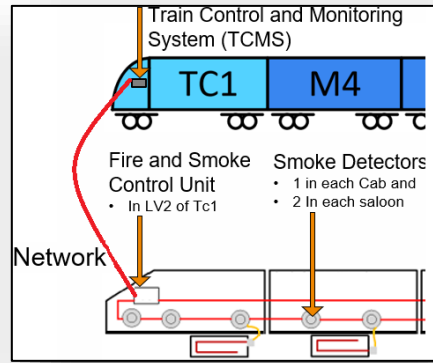 Train Control and Monitoring
System (TCMS)
TC1
M4
Fire and Smoke
Control Unit
• In LV2 of Tc1
Smoke Detectors
• 1 in each Cab and
• 2 In each saloon
Network